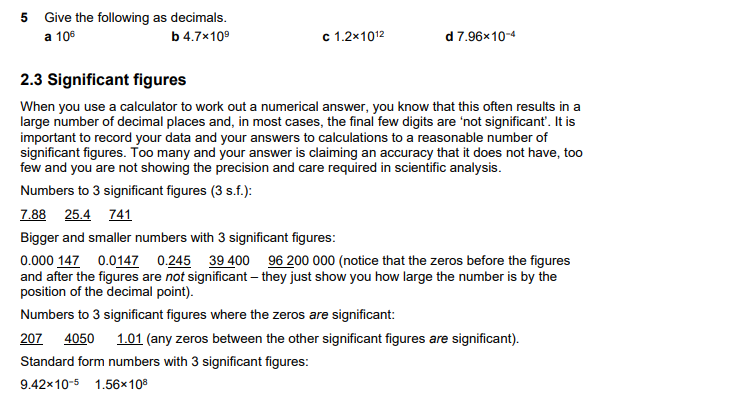 5 Give the following as decimals.
a 10⁶ b 4.7×10⁹ c 1.2×10¹² d 7.96×10⁻⁴
2.3 Significant figures
When you use a calculator to work out a numerical answer, you know that this often results in a
large number of decimal places and, in most cases, the final few digits are ‘not significant’. It is
important to record your data and your answers to calculations to a reasonable number of
significant figures. Too many and your answer is claiming an accuracy that it does not have, too
few and you are not showing the precision and care required in scientific analysis.
Numbers to 3 significant figures (3 s.f.):
7.88 25.4 741
Bigger and smaller numbers with 3 significant figures:
0.000 147 0.0147 0.245 39 400 96 200 000 (notice that the zeros before the figures
and after the figures are not significant – they just show you how large the number is by the
position of the decimal point).
Numbers to 3 significant figures where the zeros are significant:
207 4050 1.01 (any zeros between the other significant figures are significant).
Standard form numbers with 3 significant figures:
9.42×10⁻⁵ 1.56×10⁸